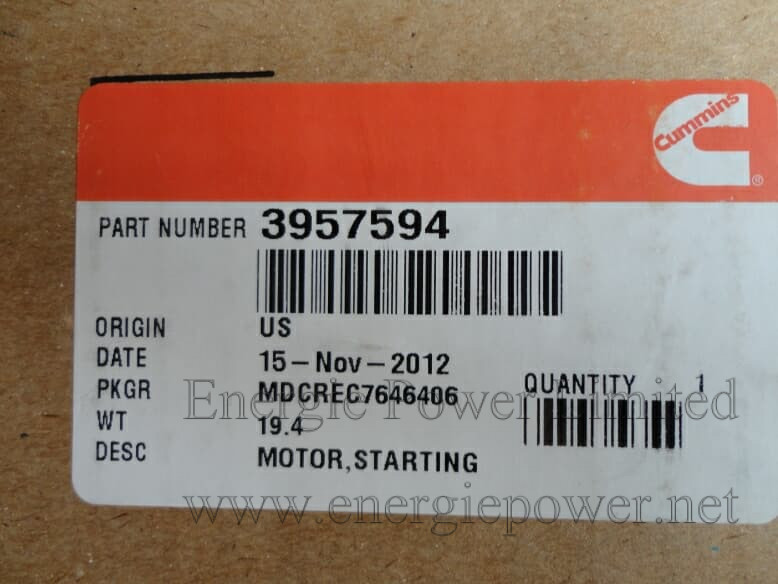 Cummins
®
PART NUMBER 3957594
ORIGIN US
DATE 15-Nov-2012
PKGR MDCREC7646406
QUANTITY 1
WT 19.4
DESC MOTOR,STARTING
Energie Power Limited
www.energiepower.net